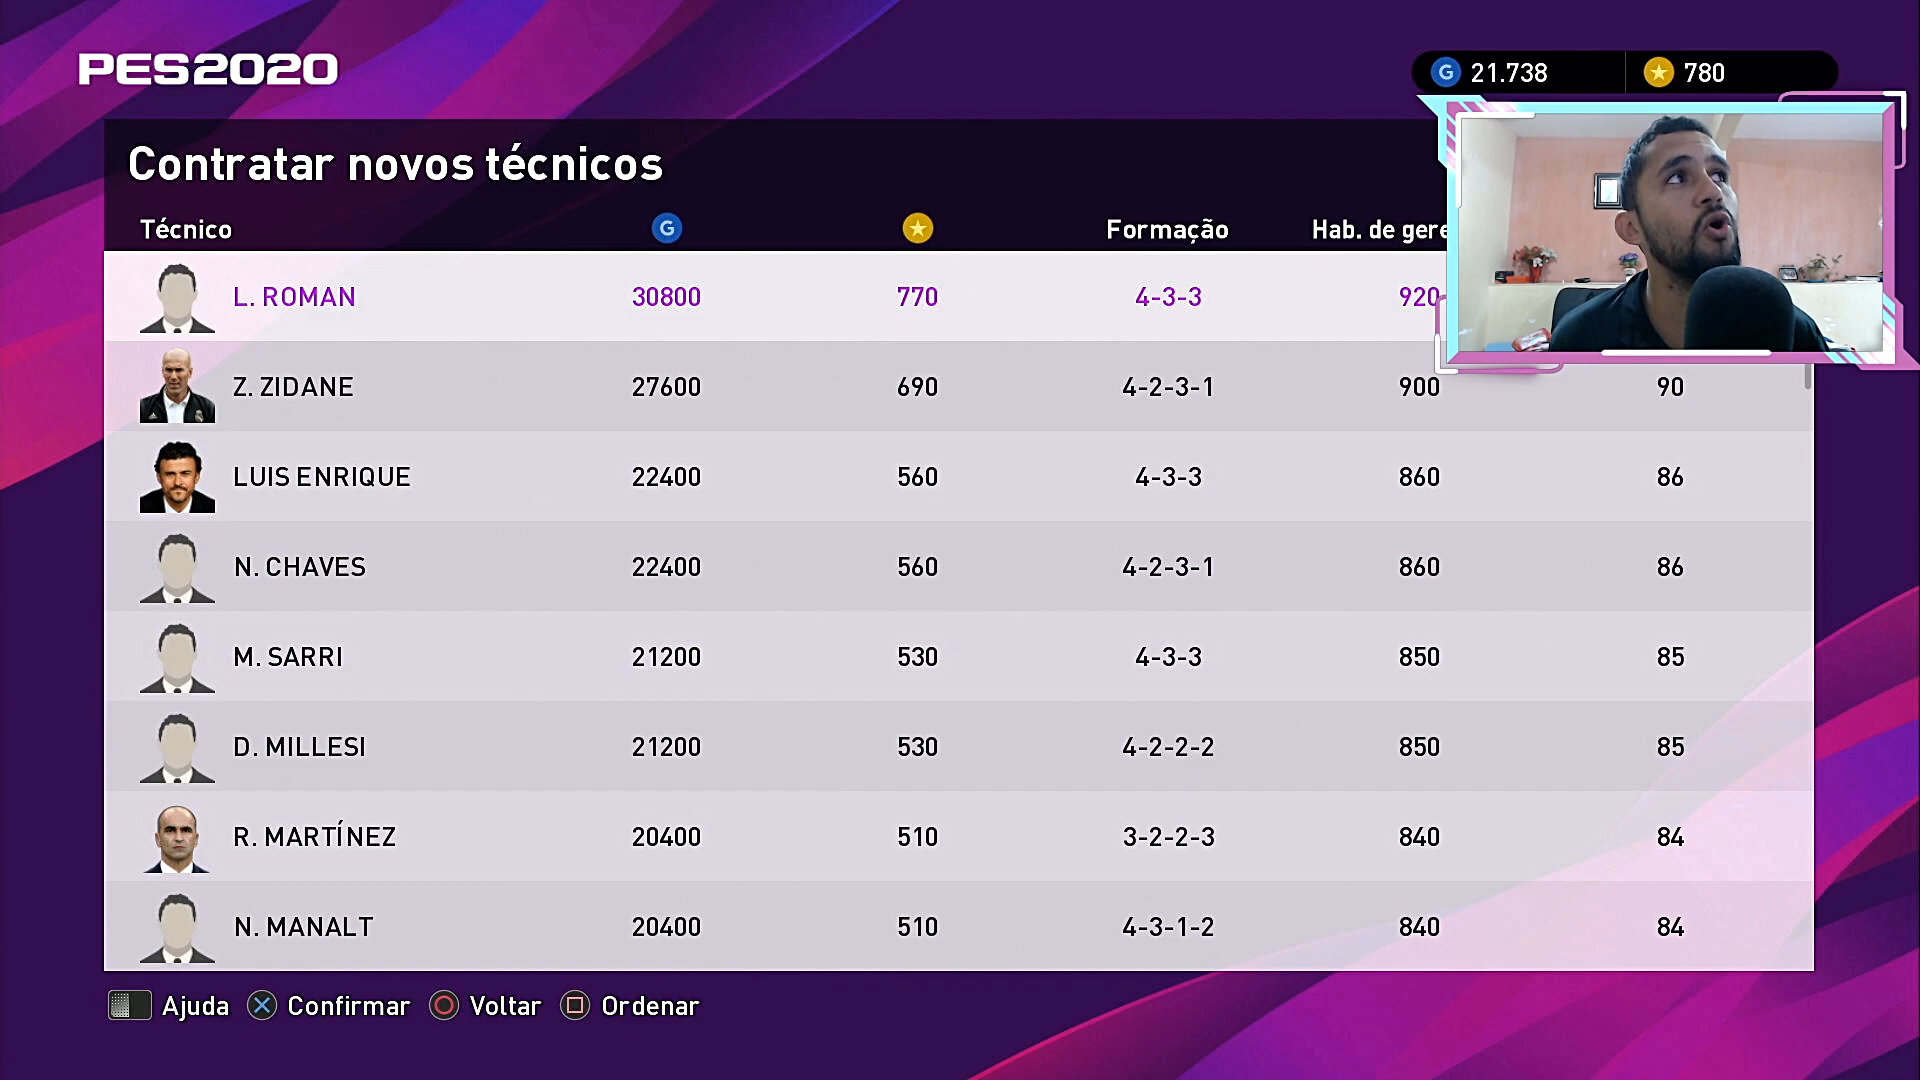 PES2020
G 21.738 780
Contratar novos técnicos
Técnico G Formação Hab. de gere
L. ROMAN 30800 770 4-3-3 920
Z. ZIDANE 27600 690 4-2-3-1 900 90
LUIS ENRIQUE 22400 560 4-3-3 860 86
N. CHAVES 22400 560 4-2-3-1 860 86
M. SARRI 21200 530 4-3-3 850 85
D. MILLESI 21200 530 4-2-2-2 850 85
R. MARTÍNEZ 20400 510 3-2-2-3 840 84
N. MANALT 20400 510 4-3-1-2 840 84
Ajuda Confirmar Voltar Ordenar